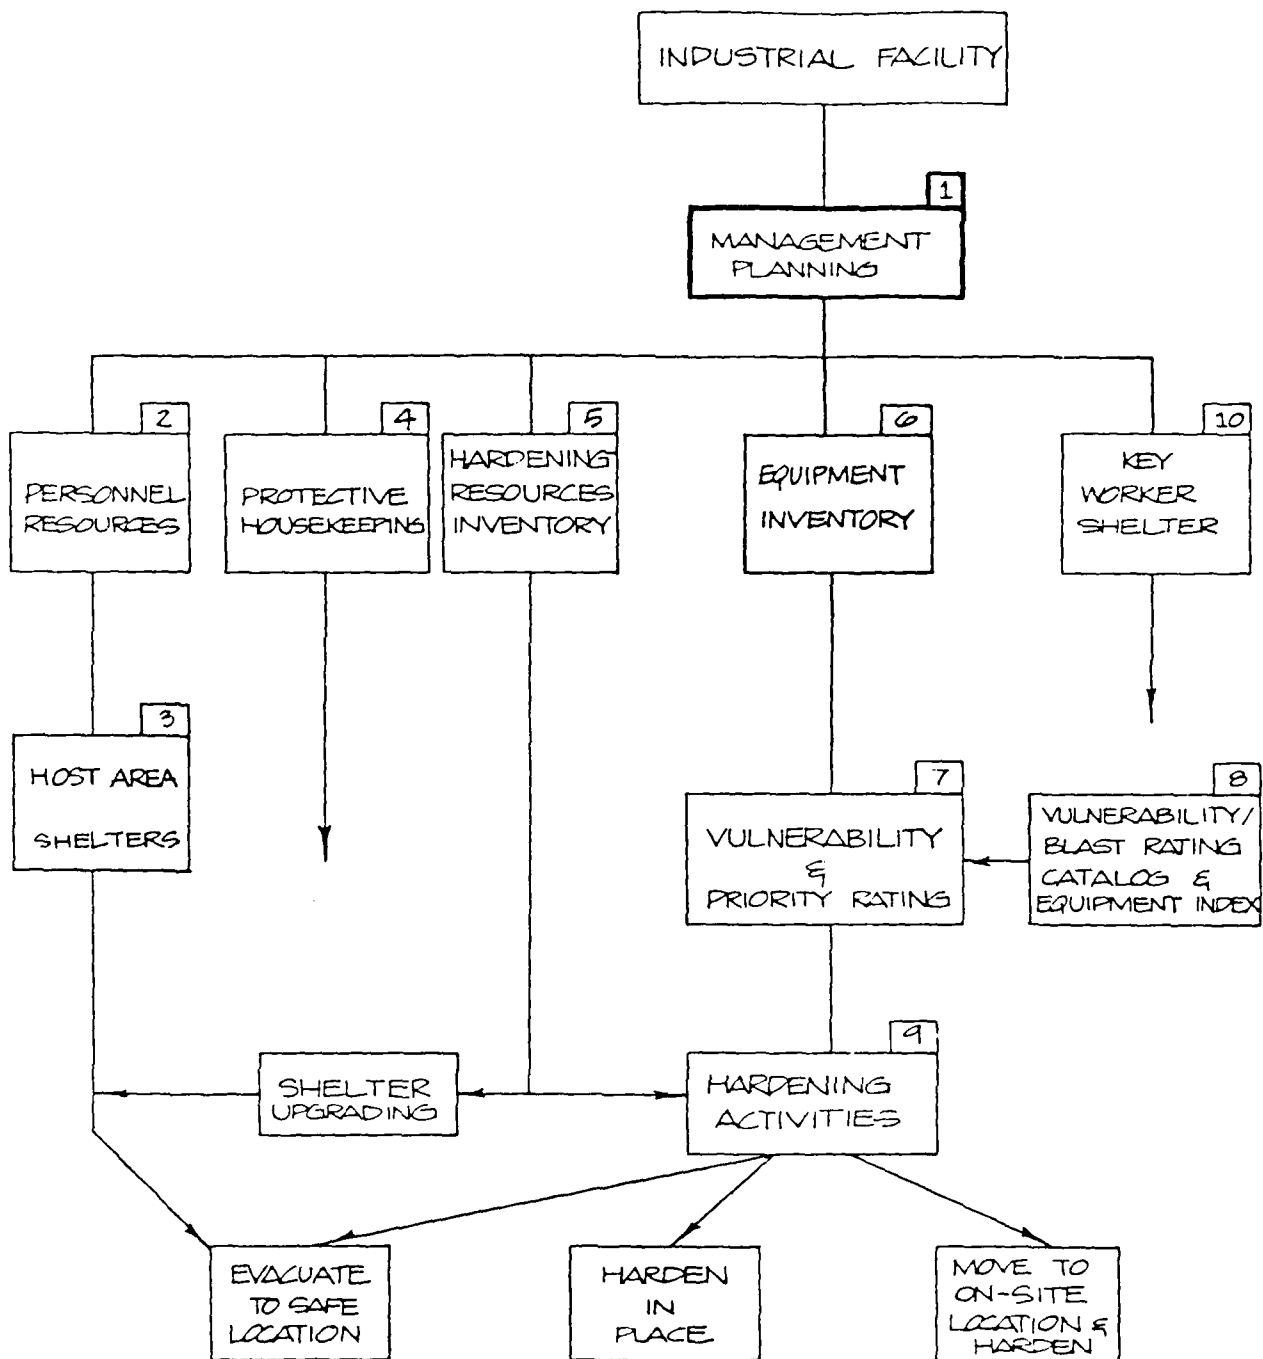 INDUSTRIAL FACILITY
1
MANAGEMENT
PLANNING
2
PERSONNEL
RESOURCES
4
PROTECTIVE
HOUSEKEEPING
5
HARDENING
RESOURCES
INVENTORY
6
EQUIPMENT
INVENTORY
10
KEY
WORKER
SHELTER
3
HOST AREA
SHELTERS
7
VULNERABILITY
&
PRIORITY RATING
8
VULNERABILITY/
BLAST RATING
CATALOG &
EQUIPMENT INDEX
SHELTER
UPGRADING
9
HARDENING
ACTIVITIES
EVACUATE
TO SAFE
LOCATION
HARDEN
IN
PLACE
MOVE TO
ON-SITE
LOCATION &
HARDEN